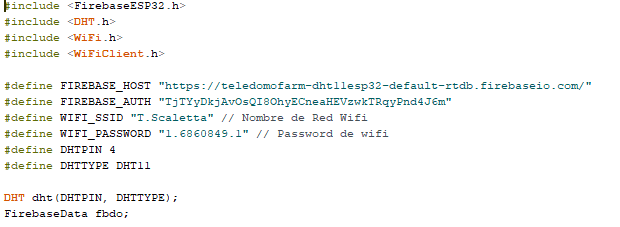 #include <FirebaseESP32.h>
#include <DHT.h>
#include <WiFi.h>
#include <WiFiClient.h>
#define FIREBASE_HOST "https://teledomofarm-dht11esp32-default-rtdb.firebaseio.com/"
#define FIREBASE_AUTH "TjTYyDkjAvOsQI8OhyECneaHEVzwkTRqyPnd4J6m"
#define WIFI_SSID "T.Scaletta" // Nombre de Red Wifi
#define WIFI_PASSWORD "1.6860849.1" // Password de wifi
#define DHTPIN 4
#define DHTTYPE DHT11
DHT dht(DHTPIN, DHTTYPE);
FirebaseData fbdo;